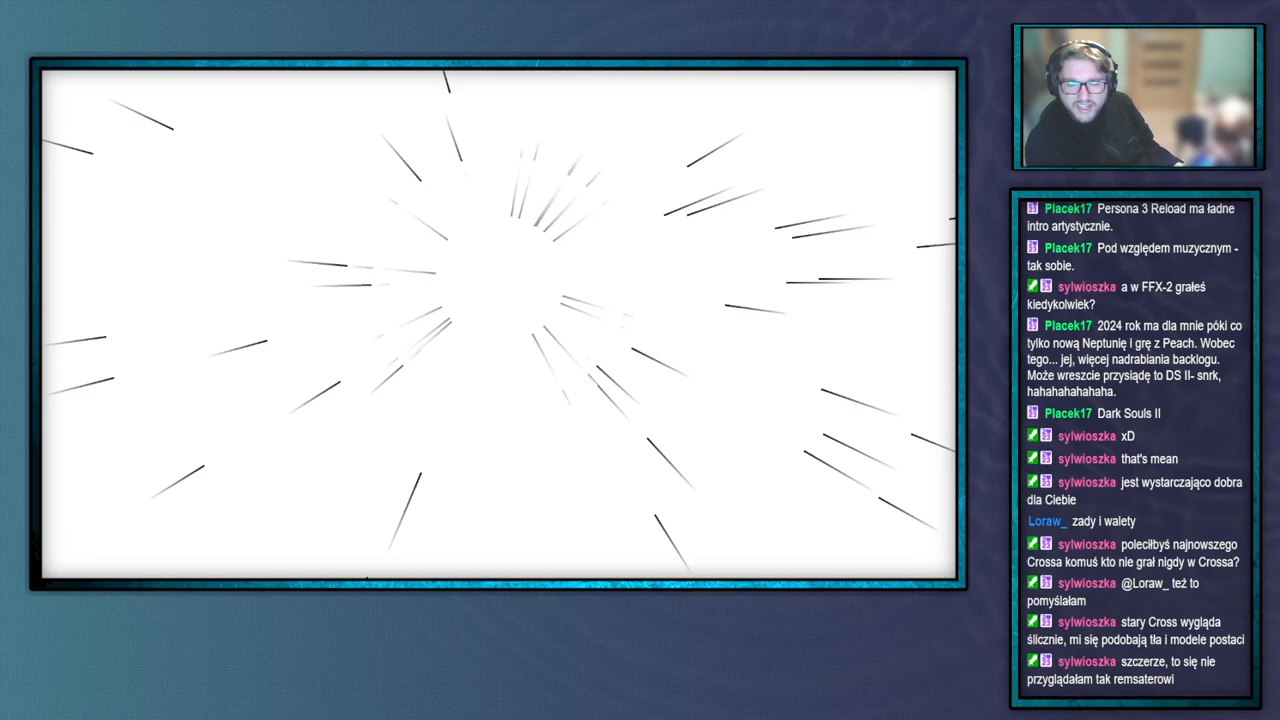 Placek17 Persona 3 Reload ma ładne
intro artystycznie.
Placek17 Pod względem muzycznym -
tak sobie.
sylwioszka a w FFX-2 grałeś
kiedykolwiek?
Placek17 2024 rok ma dla mnie póki co
tylko nową Neptunię i grę z Peach. Wobec
tego... jej, więcej nadrabiania backlogu.
Może wreszcie przysiądę to DS II- snrk,
hahahahahahaha.
Placek17 Dark Souls II
sylwioszka xD
sylwioszka that's mean
sylwioszka jest wystarczająco dobra
dla Ciebie
Loraw_ zady i walety
sylwioszka poleciłbyś najnowszego
Crossa komuś kto nie grał nigdy w Crossa?
sylwioszka @Loraw_ też to
pomyślałam
sylwioszka stary Cross wygląda
ślicznie, mi się podobają tła i modele postaci
sylwioszka szczerze, to się nie
przyglądałam tak remsaterowi